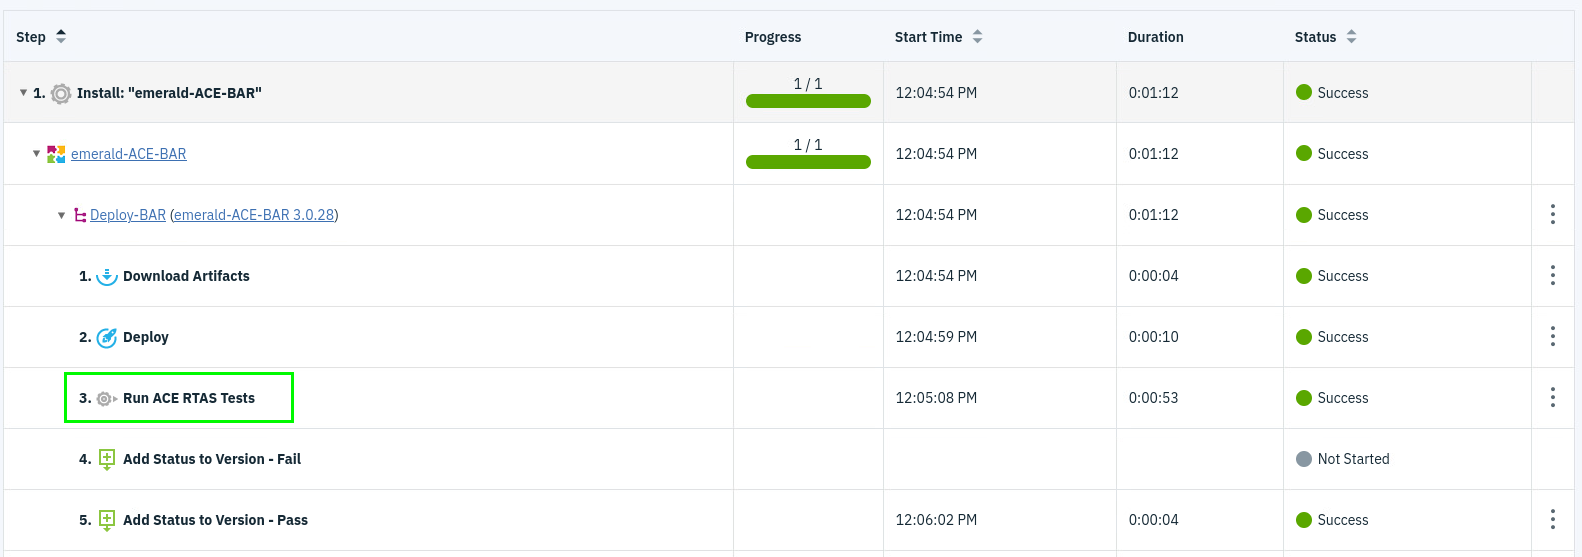 Step Progress Start Time Duration Status
1. Install: "emerald-ACE-BAR" 1 / 1 12:04:54 PM 0:01:12 Success
emerald-ACE-BAR 1 / 1 12:04:54 PM 0:01:12 Success
Deploy-BAR (emerald-ACE-BAR 3.0.28) 12:04:54 PM 0:01:12 Success
1. Download Artifacts 12:04:54 PM 0:00:04 Success
2. Deploy 12:04:59 PM 0:00:10 Success
3. Run ACE RTAS Tests 12:05:08 PM 0:00:53 Success
4. Add Status to Version - Fail Not Started
5. Add Status to Version - Pass 12:06:02 PM 0:00:04 Success